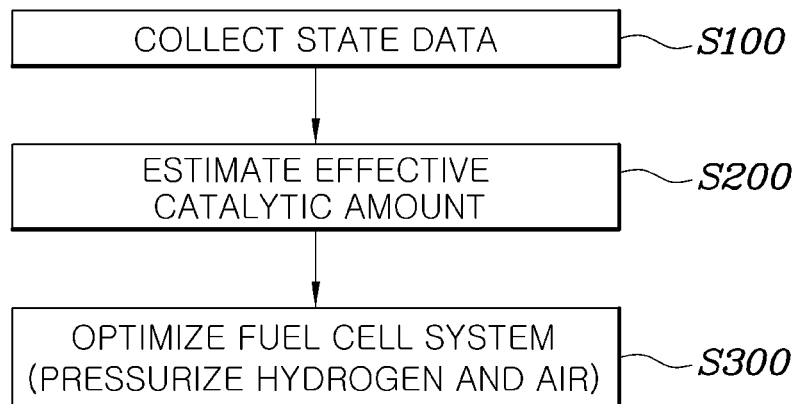 COLLECT STATE DATA
S100
ESTIMATE EFFECTIVE
CATALYTIC AMOUNT
S200
OPTIMIZE FUEL CELL SYSTEM
(PRESSURIZE HYDROGEN AND AIR)
S300